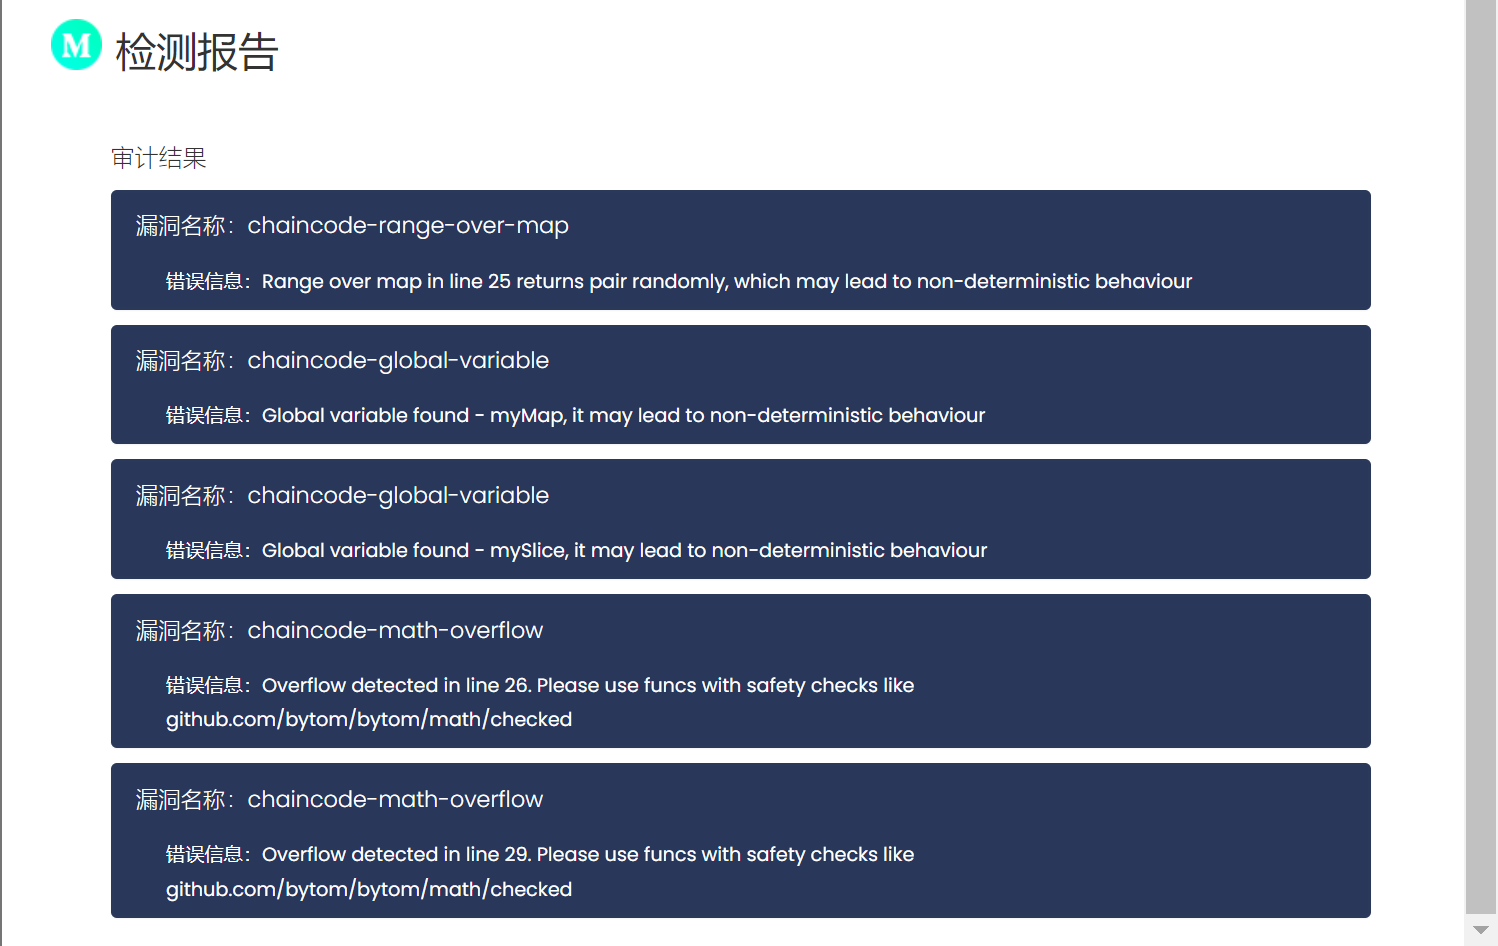 M 检测报告
审计结果
漏洞名称：chaincode-range-over-map
错误信息：Range over map in line 25 returns pair randomly, which may lead to non-deterministic behaviour
漏洞名称：chaincode-global-variable
错误信息：Global variable found - myMap, it may lead to non-deterministic behaviour
漏洞名称：chaincode-global-variable
错误信息：Global variable found - mySlice, it may lead to non-deterministic behaviour
漏洞名称：chaincode-math-overflow
错误信息：Overflow detected in line 26. Please use funcs with safety checks like
github.com/bytom/bytom/math/checked
漏洞名称：chaincode-math-overflow
错误信息：Overflow detected in line 29. Please use funcs with safety checks like
github.com/bytom/bytom/math/checked